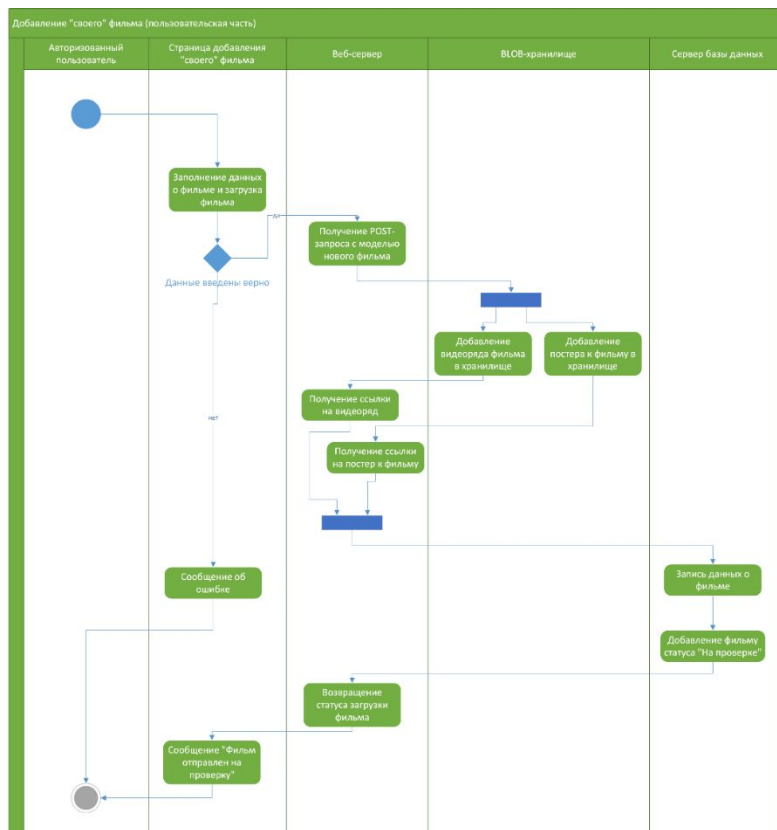 Добавление "своего" фильма (пользовательская часть)
Авторизованный
пользователь
Страница добавления
"своего" фильма
Веб-сервер
BLOB-хранилище
Сервер базы данных
Заполнение данных
о фильме и загрузка
фильма
да
Получение POST-
запроса с моделью
нового фильма
Данные введены верно
Добавление
видеоряда фильма
в хранилище
Добавление
постера к фильму в
хранилище
Получение ссылки
на видеоряд
нет
Получение ссылки
на постер к фильму
Сообщение об
ошибке
Запись данных о
фильме
Добавление фильму
статуса "На проверке"
Возвращение
статуса загрузки
фильма
Сообщение "Фильм
отправлен на
проверку"